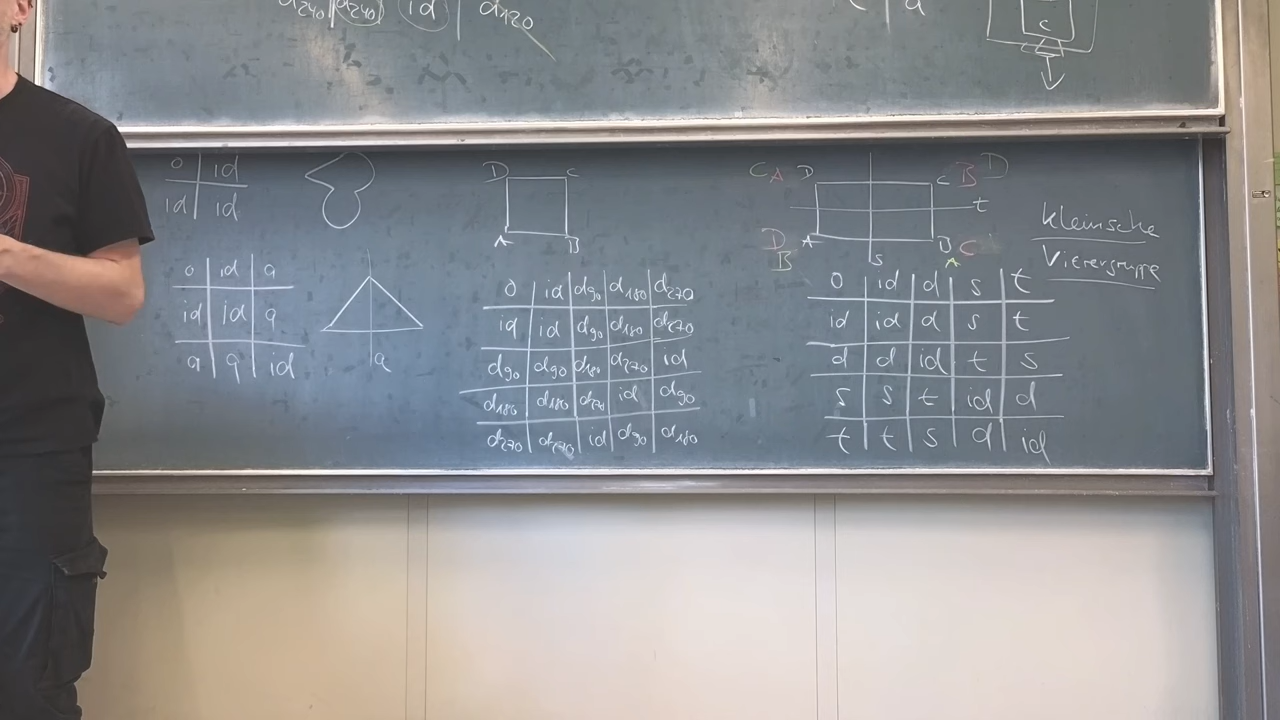 d240 d240 id d120
c
∘ id
id id
∘ id a
id id a
a a id
a
D C
A B
∘ id d90 d180 d270
id id d90 d180 d270
d90 d90 d180 d270 id
d180 d180 d270 id d90
d270 d270 id d90 d180
C A D C B D
t
D A B C
B s A
∘ id d s t
id id d s t
d d id t s
s s t id d
t t s d id
Kleinsche
Vierergruppe